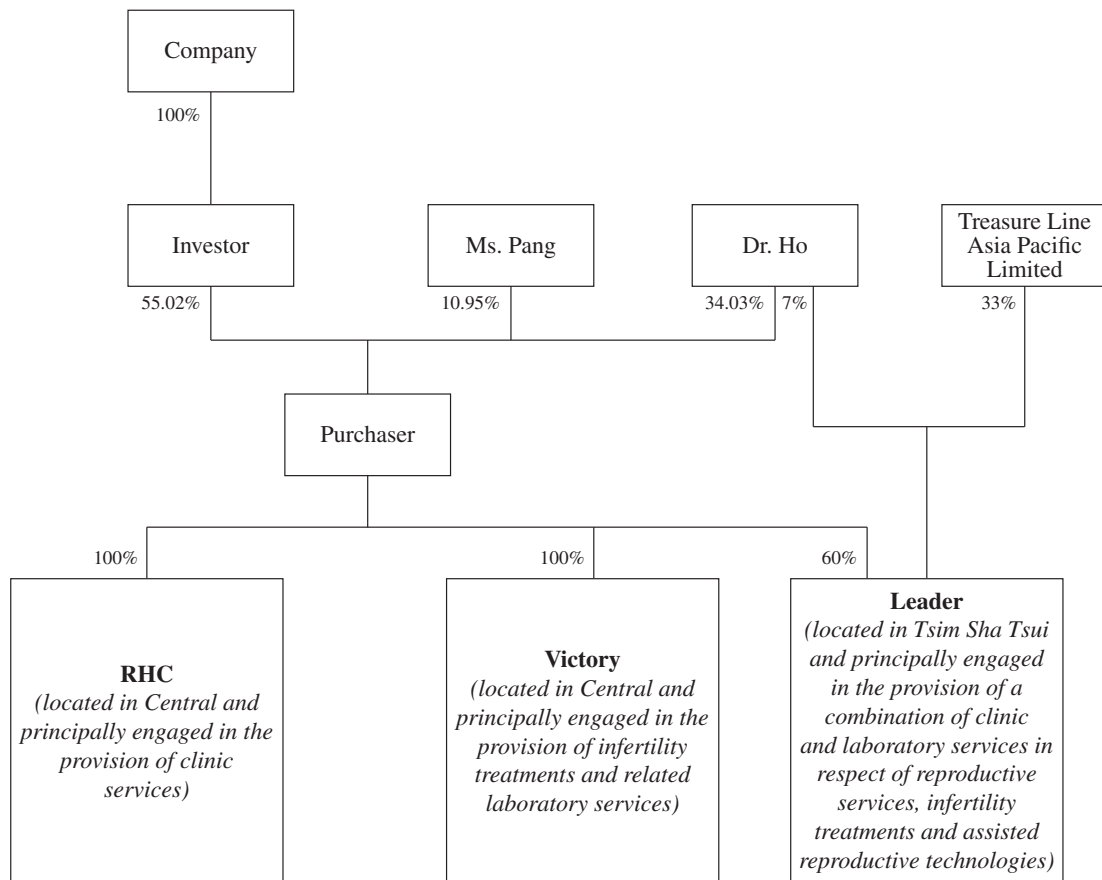 Company
100%
Investor
Ms. Pang
Dr. Ho
Treasure Line
Asia Pacific
Limited
55.02%
10.95%
34.03%
7%
33%
Purchaser
100%
100%
60%
RHC
(located in Central and
principally engaged in the
provision of clinic
services)
Victory
(located in Central and
principally engaged in the
provision of infertility
treatments and related
laboratory services)
Leader
(located in Tsim Sha Tsui
and principally engaged
in the provision of a
combination of clinic
and laboratory services in
respect of reproductive
services, infertility
treatments and assisted
reproductive technologies)